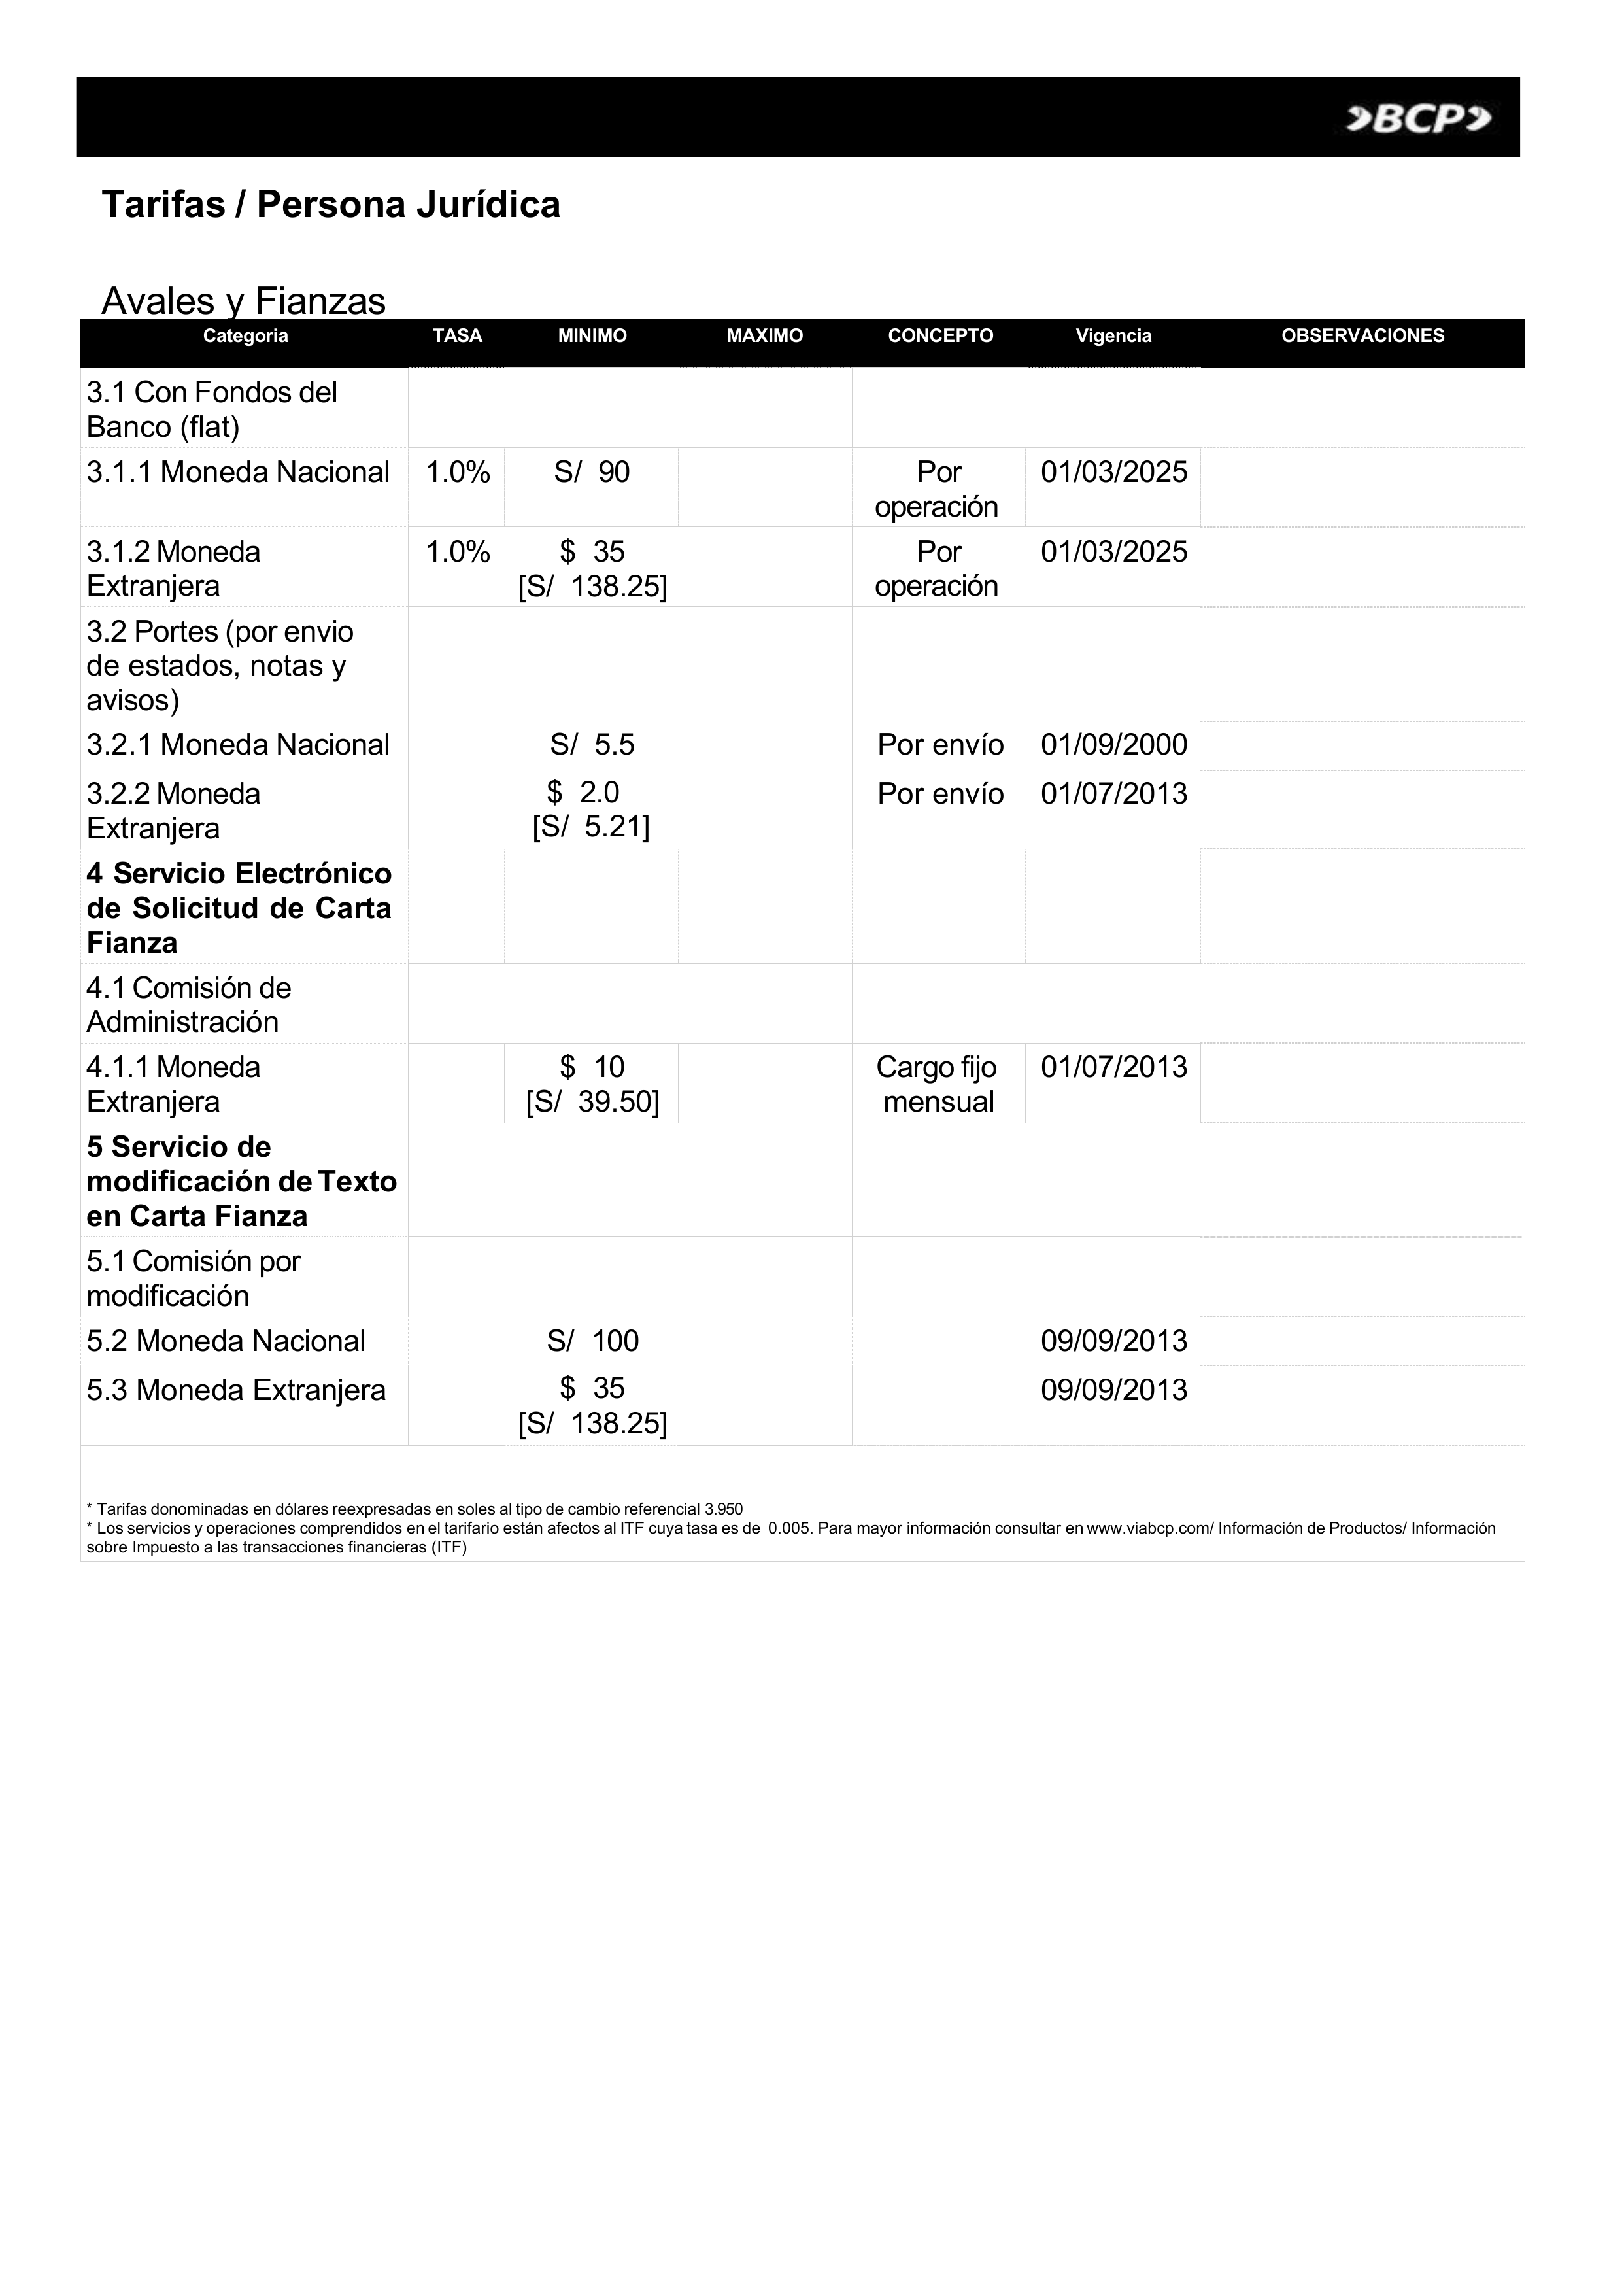 BCP
Tarifas / Persona Jurídica
Avales y Fianzas
Categoria TASA MINIMO MAXIMO CONCEPTO Vigencia OBSERVACIONES
3.1 Con Fondos del
Banco (flat)
3.1.1 Moneda Nacional 1.0% S/ 90 Por
operación 01/03/2025
3.1.2 Moneda
Extranjera 1.0% $ 35
[S/ 138.25] Por
operación 01/03/2025
3.2 Portes (por envio
de estados, notas y
avisos)
3.2.1 Moneda Nacional S/ 5.5 Por envío 01/09/2000
3.2.2 Moneda
Extranjera $ 2.0
[S/ 5.21] Por envío 01/07/2013
4 Servicio Electrónico
de Solicitud de Carta
Fianza
4.1 Comisión de
Administración
4.1.1 Moneda
Extranjera $ 10
[S/ 39.50] Cargo fijo
mensual 01/07/2013
5 Servicio de
modificación de Texto
en Carta Fianza
5.1 Comisión por
modificación
5.2 Moneda Nacional S/ 100 09/09/2013
5.3 Moneda Extranjera $ 35
[S/ 138.25] 09/09/2013
* Tarifas donominadas en dólares reexpresadas en soles al tipo de cambio referencial 3.950
* Los servicios y operaciones comprendidos en el tarifario están afectos al ITF cuya tasa es de 0.005. Para mayor información consultar en www.viabcp.com/ Información de Productos/ Información
sobre Impuesto a las transacciones financieras (ITF)